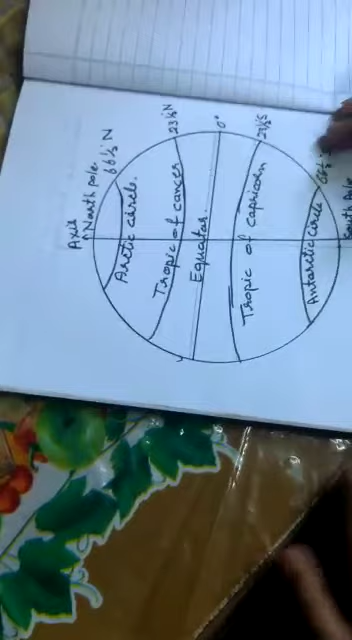 Axis
North pole.
66½ N
Arctic circle.
23½ N
Tropic of cancer
0°
Equator.
23½ S
Tropic of capricorn
66½
Antarctic circle
South Pole